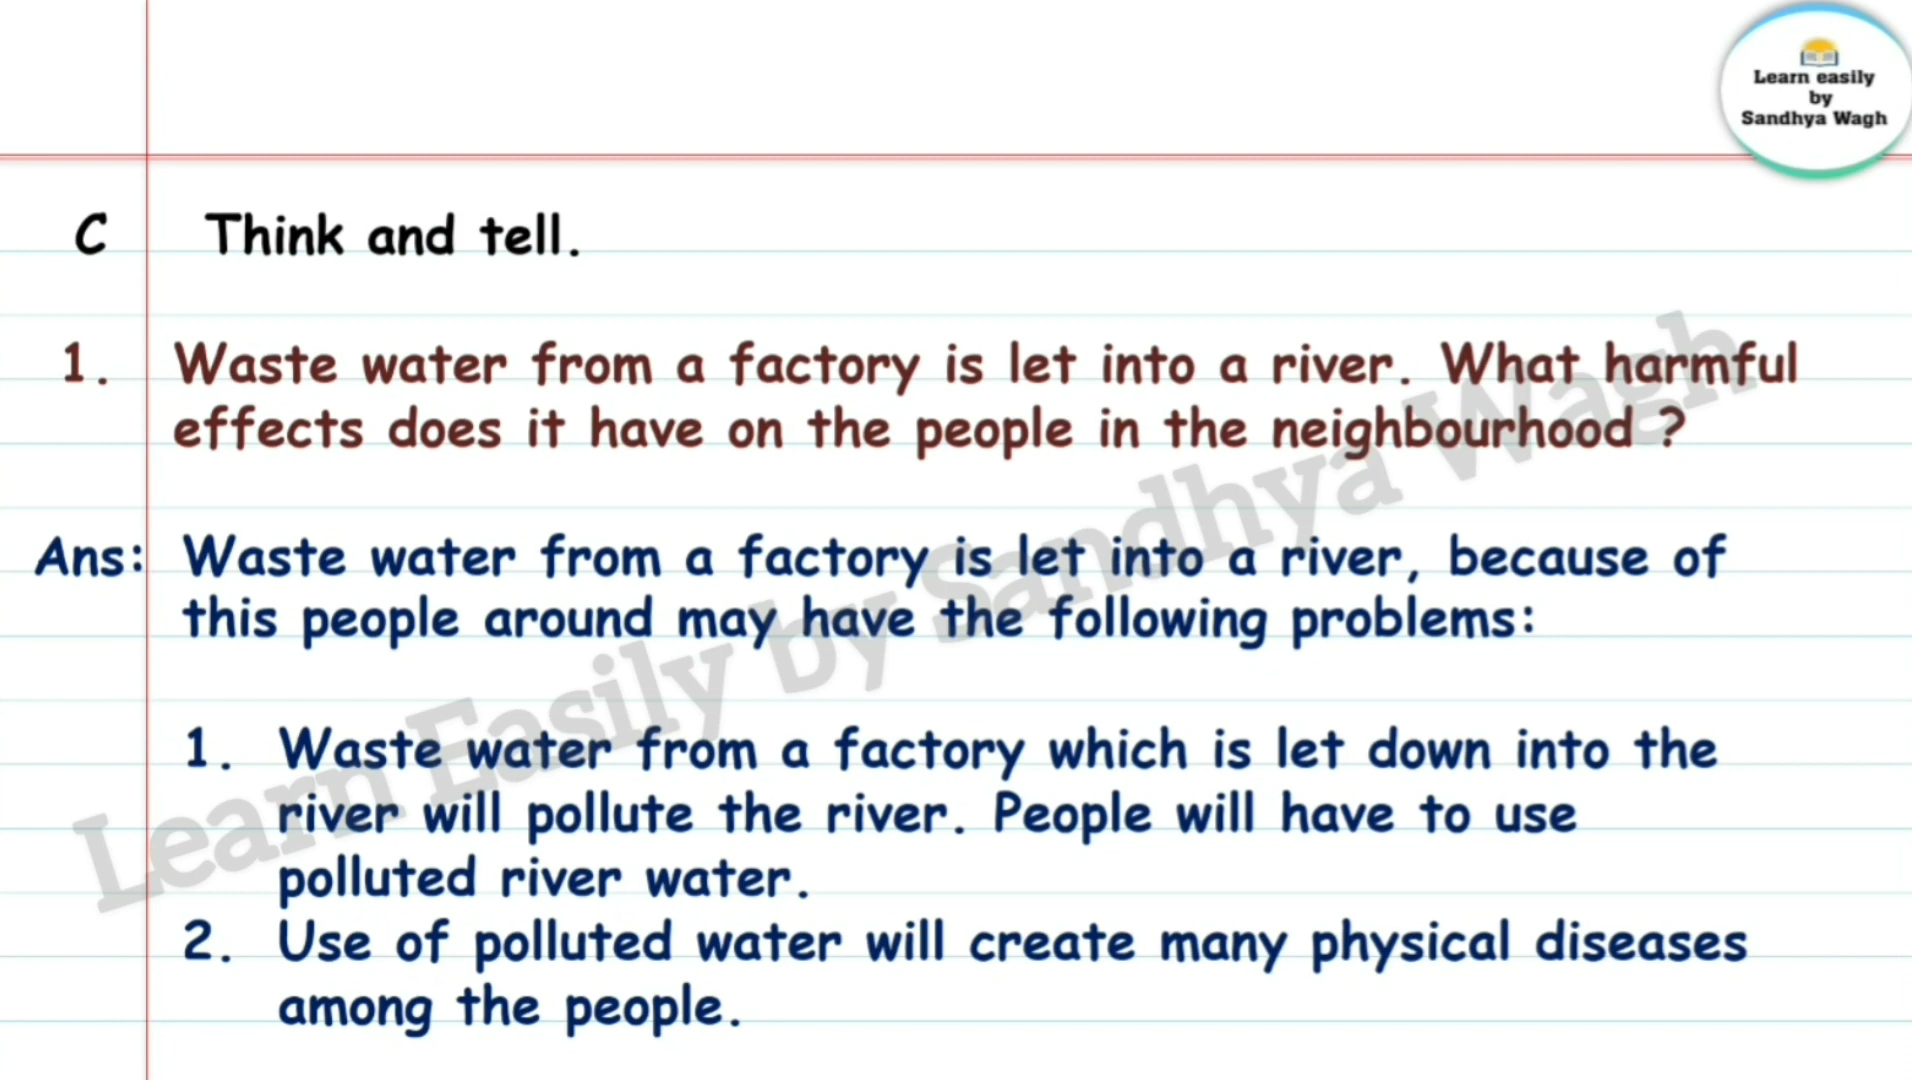 Learn easily
by
Sandhya Wagh
C Think and tell.
1. Waste water from a factory is let into a river. What harmful
effects does it have on the people in the neighbourhood ?
Ans: Waste water from a factory is let into a river, because of
this people around may have the following problems:
1. Waste water from a factory which is let down into the
river will pollute the river. People will have to use
polluted river water.
2. Use of polluted water will create many physical diseases
among the people.
Learn Easily by Sandhya Wagh